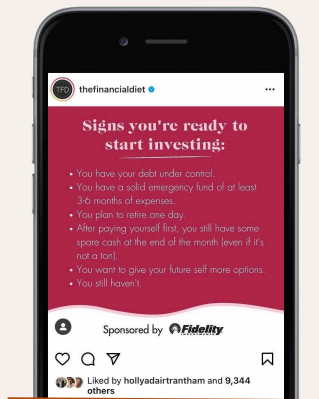 TFD thefinancialdiet
Signs you're ready to
start investing:
• You have your debt under control.
• You have a solid emergency fund of at least
3-6 months of expenses.
• You plan to retire one day.
• After paying yourself first, you still have some
spare cash at the end of the month (even if it's
not a ton).
• You want to give your future self more options.
• You still haven't.
Sponsored by Fidelity
INVESTMENTS
Liked by hollyadairtrantham and 9,344
others